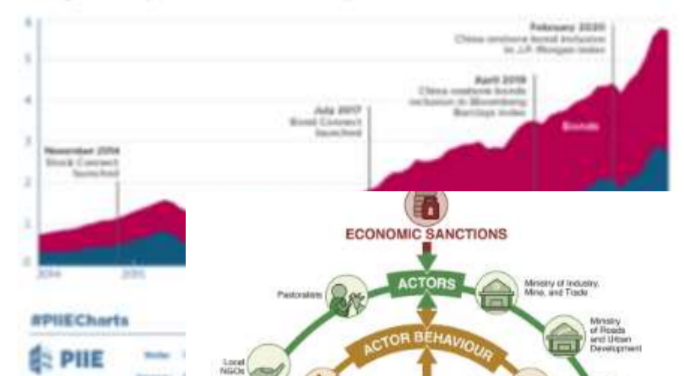 6
5
4
3
2
1
0
February 2020
China onshore bond inclusion
to J.P. Morgan index
April 2019
China onshore bonds
inclusion in Bloomberg
Barclays index
July 2017
Bond Connect
launched
November 2014
Stock Connect
launched
Bonds
2014
2015
#PIIECharts
PIIE
ECONOMIC SANCTIONS
ACTORS
Pastoralists
Ministry of Industry,
Mine, and Trade
ACTOR BEHAVIOUR
Ministry
of Roads
and Urban
Development
Local
NGOs